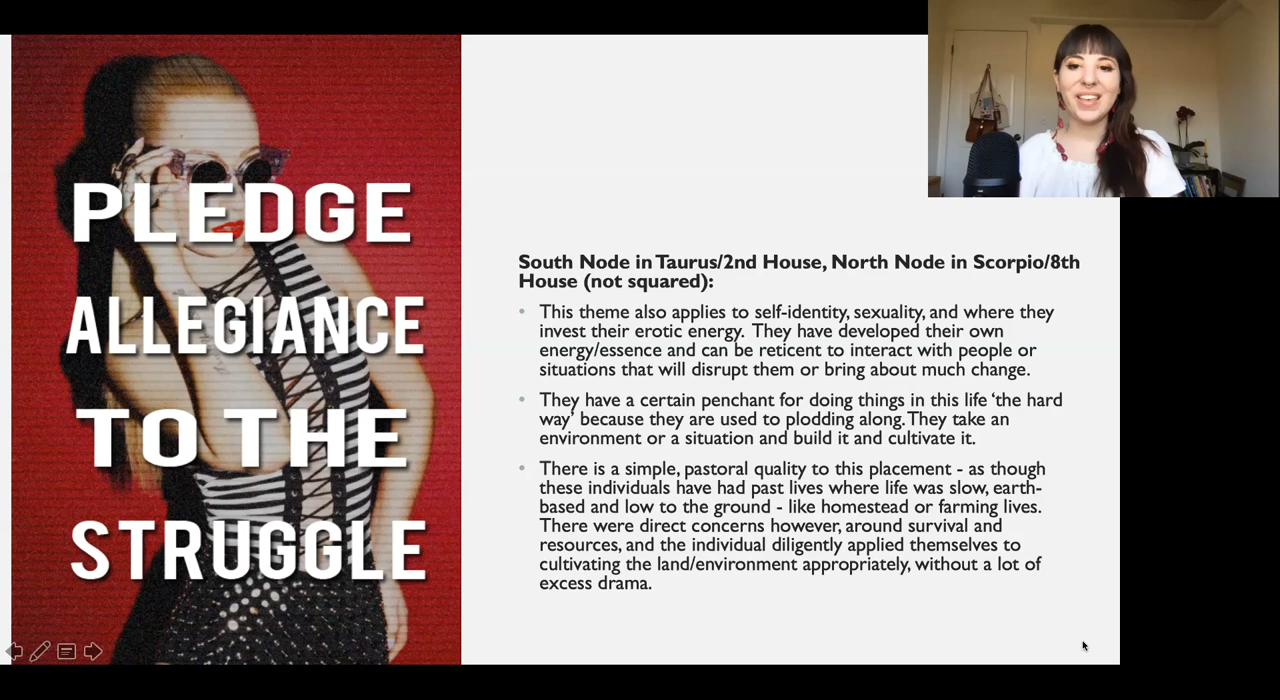 PLEDGE
ALLEGIANCE
TO THE
STRUGGLE
South Node in Taurus/2nd House, North Node in Scorpio/8th
House (not squared):
• This theme also applies to self-identity, sexuality, and where they
invest their erotic energy. They have developed their own
energy/essence and can be reticent to interact with people or
situations that will disrupt them or bring about much change.
• They have a certain penchant for doing things in this life ‘the hard
way’ because they are used to plodding along. They take an
environment or a situation and build it and cultivate it.
• There is a simple, pastoral quality to this placement - as though
these individuals have had past lives where life was slow, earth-
based and low to the ground - like homestead or farming lives.
There were direct concerns however, around survival and
resources, and the individual diligently applied themselves to
cultivating the land/environment appropriately, without a lot of
excess drama.